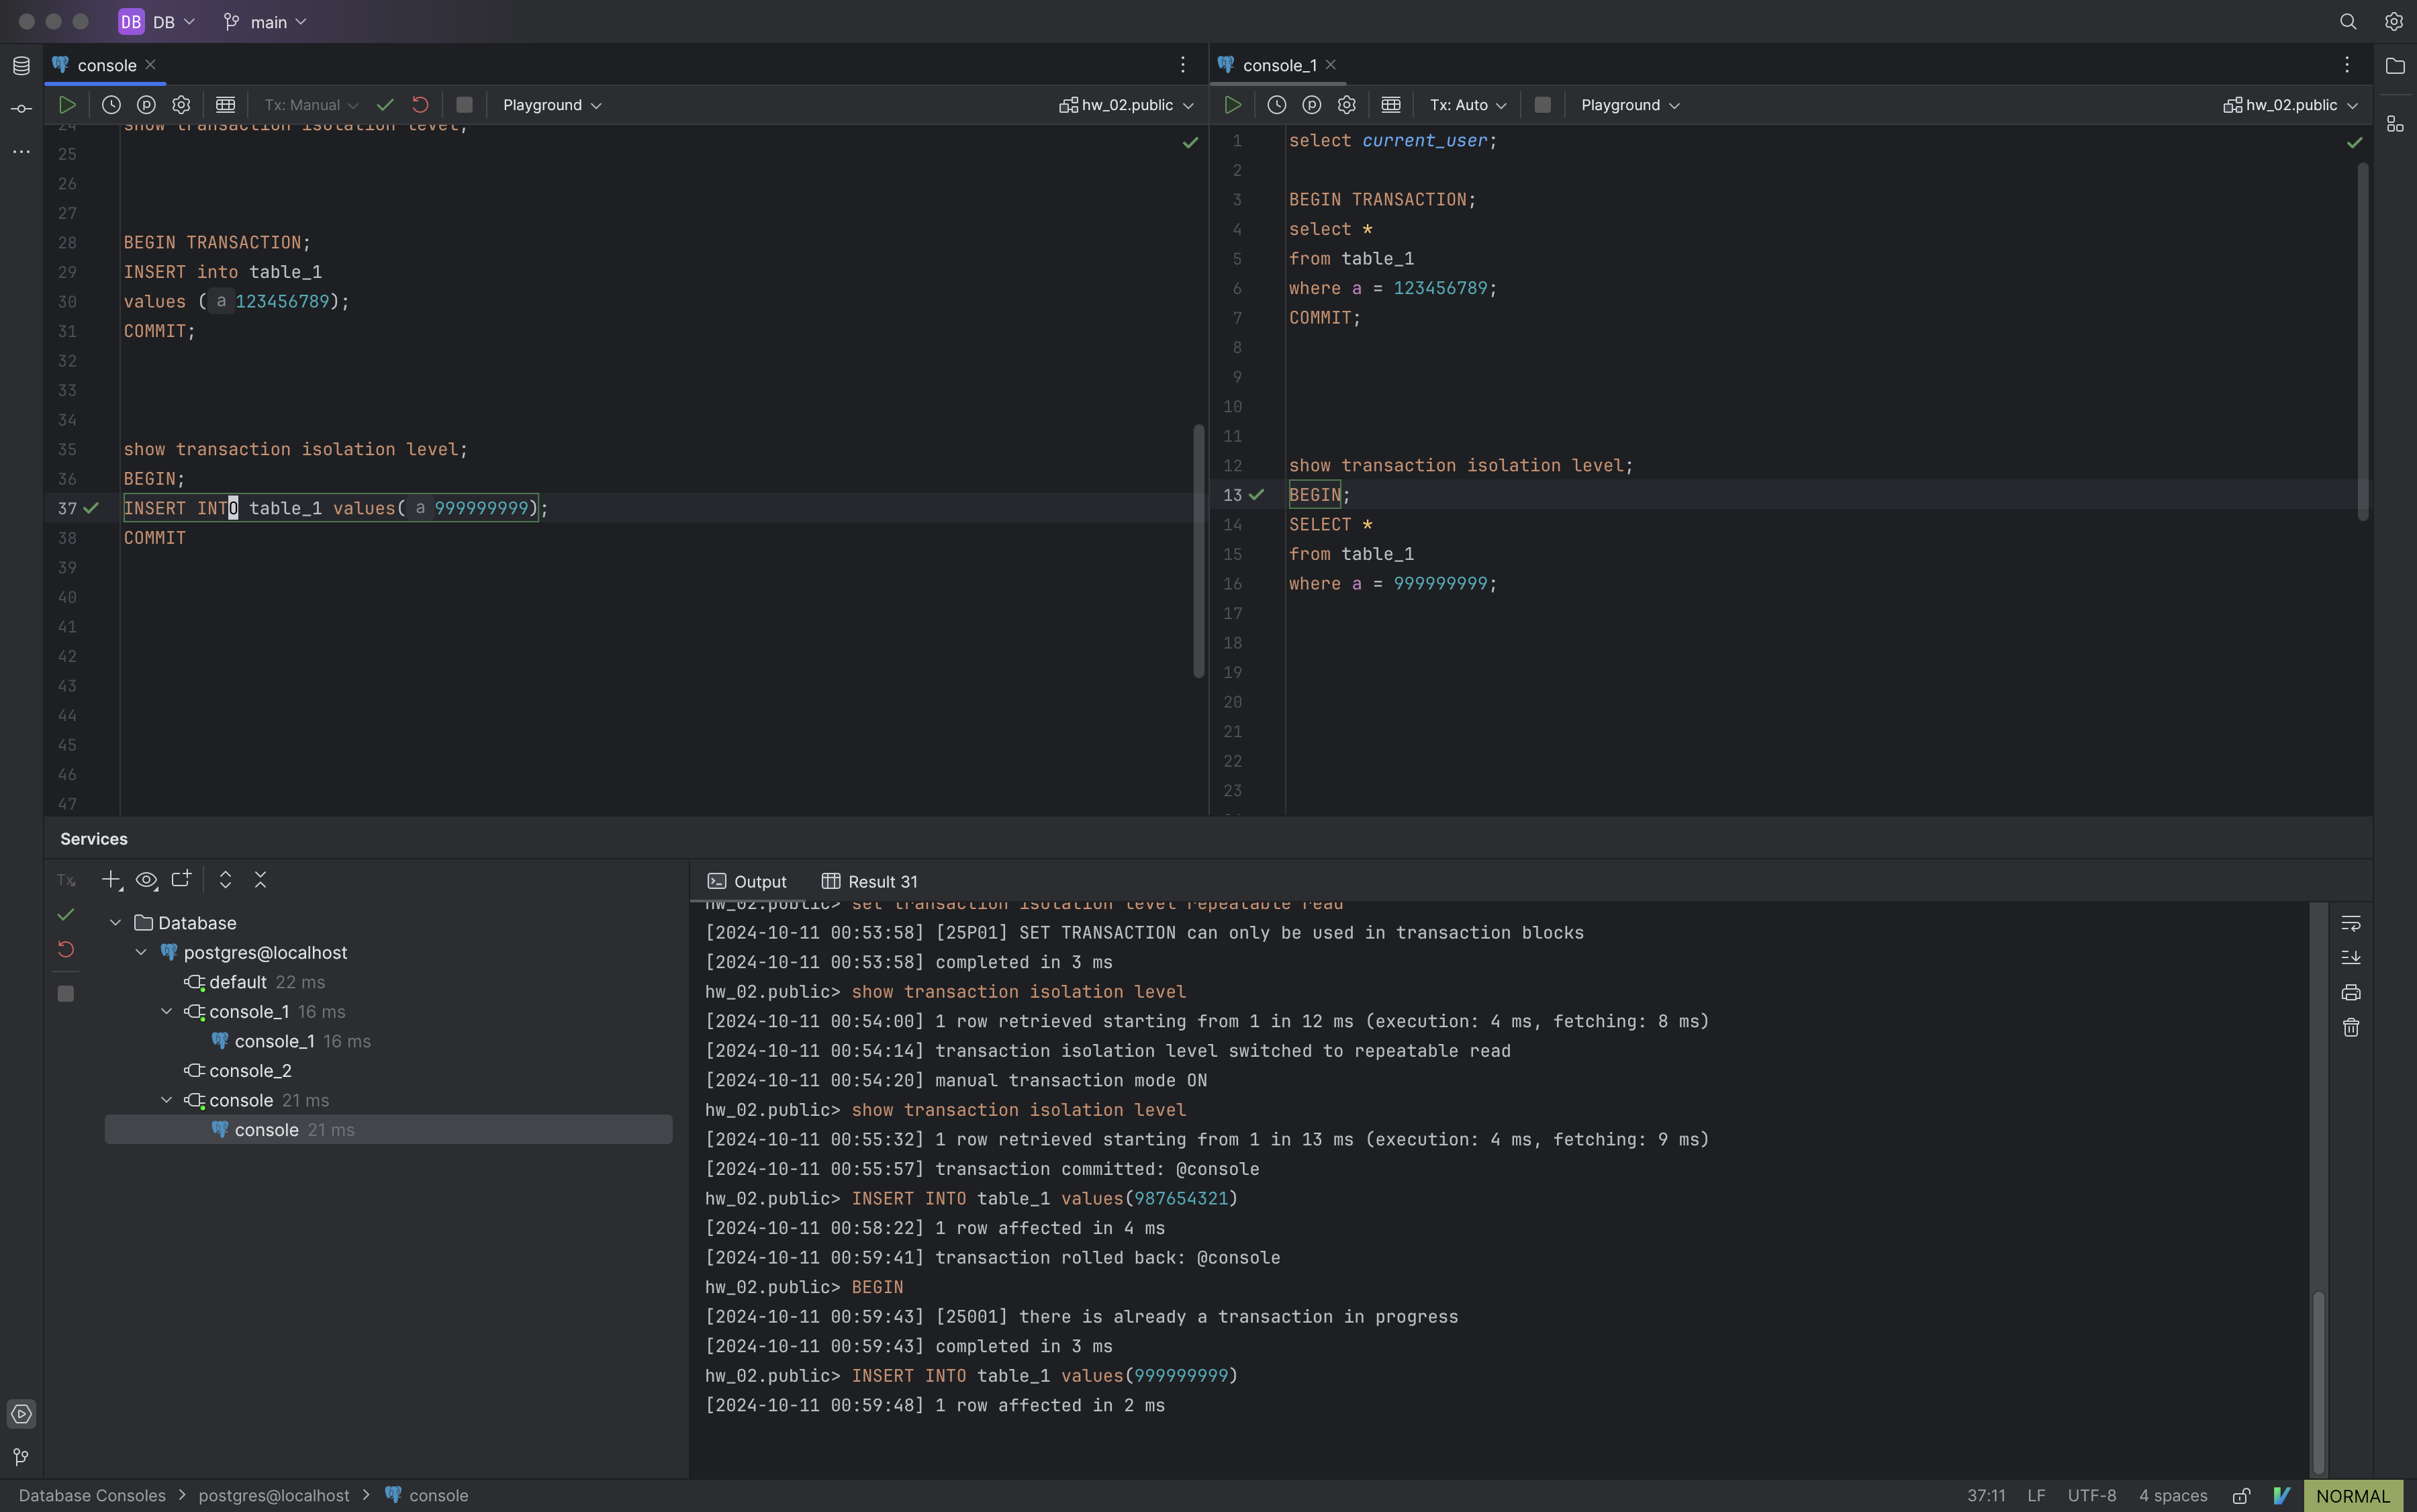 DB DB main
console
Tx: Manual Playground hw_02.public
24 show transaction isolation level;
25
26
27
28 BEGIN TRANSACTION;
29 INSERT into table_1
30 values ( a 123456789);
31 COMMIT;
32
33
34
35 show transaction isolation level;
36 BEGIN;
37 INSERT INTO table_1 values( a 999999999);
38 COMMIT
39
40
41
42
43
44
45
46
47
console_1
Tx: Auto Playground hw_02.public
1 select current_user;
2
3 BEGIN TRANSACTION;
4 select *
5 from table_1
6 where a = 123456789;
7 COMMIT;
8
9
10
11
12 show transaction isolation level;
13 BEGIN;
14 SELECT *
15 from table_1
16 where a = 999999999;
17
18
19
20
21
22
23
Services
Tx
Database
postgres@localhost
default 22 ms
console_1 16 ms
console_1 16 ms
console_2
console 21 ms
console 21 ms
Output Result 31
hw_02.public> set transaction isolation level repeatable read
[2024-10-11 00:53:58] [25P01] SET TRANSACTION can only be used in transaction blocks
[2024-10-11 00:53:58] completed in 3 ms
hw_02.public> show transaction isolation level
[2024-10-11 00:54:00] 1 row retrieved starting from 1 in 12 ms (execution: 4 ms, fetching: 8 ms)
[2024-10-11 00:54:14] transaction isolation level switched to repeatable read
[2024-10-11 00:54:20] manual transaction mode ON
hw_02.public> show transaction isolation level
[2024-10-11 00:55:32] 1 row retrieved starting from 1 in 13 ms (execution: 4 ms, fetching: 9 ms)
[2024-10-11 00:55:57] transaction committed: @console
hw_02.public> INSERT INTO table_1 values(987654321)
[2024-10-11 00:58:22] 1 row affected in 4 ms
[2024-10-11 00:59:41] transaction rolled back: @console
hw_02.public> BEGIN
[2024-10-11 00:59:43] [25001] there is already a transaction in progress
[2024-10-11 00:59:43] completed in 3 ms
hw_02.public> INSERT INTO table_1 values(999999999)
[2024-10-11 00:59:48] 1 row affected in 2 ms
Database Consoles > postgres@localhost > console
37:11 LF UTF-8 4 spaces NORMAL